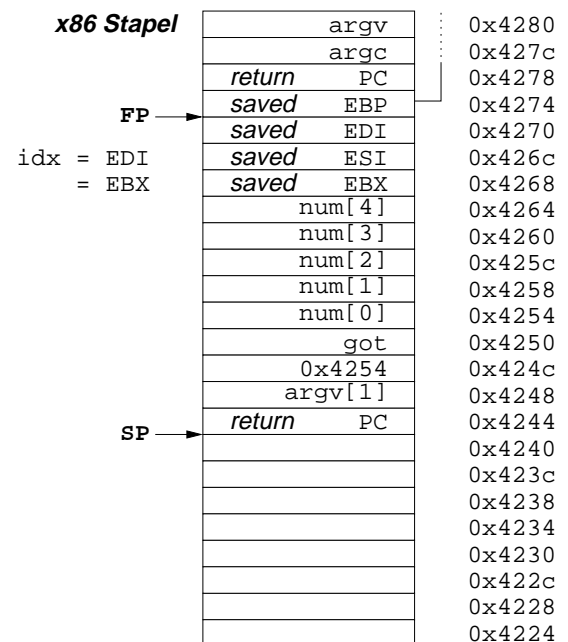 x86 Stapel argv 0x4280
argc 0x427c
return PC 0x4278
saved EBP 0x4274
FP
saved EDI 0x4270
idx = EDI saved ESI 0x426c
= EBX saved EBX 0x4268
num[4] 0x4264
num[3] 0x4260
num[2] 0x425c
num[1] 0x4258
num[0] 0x4254
got 0x4250
0x4254 0x424c
argv[1] 0x4248
return PC 0x4244
SP
0x4240
0x423c
0x4238
0x4234
0x4230
0x422c
0x4228
0x4224